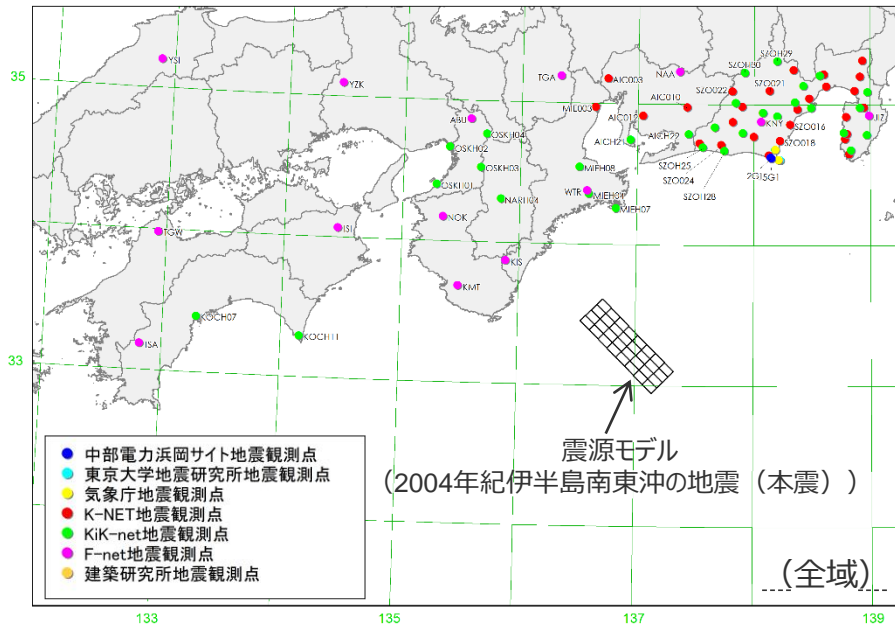 YSI
YZK
TGA
AIC003
NAA
SZOH30
SZOH29
SZO022
SZO021
AIC010
MIE003
AIC012
KNY
JIZ
SZO016
SZO018
ABU
OSKH04
OSKH02
AICH21
AICH22
OSKH03
MIEH08
SZOH25
SZO024
SZOH28
2G1
5G1
OSKH01
NARH04
WTR
MIEH04
MIEH07
NOK
TGW
ISI
KIS
KMT
KOCH07
KOCH11
ISA
35
33
震源モデル
(2004年紀伊半島南東沖の地震(本震))
中部電力浜岡サイト地震観測点
東京大学地震研究所地震観測点
気象庁地震観測点
K-NET地震観測点
KiK-net地震観測点
F-net地震観測点
建築研究所地震観測点
(全域)
133
135
137
139